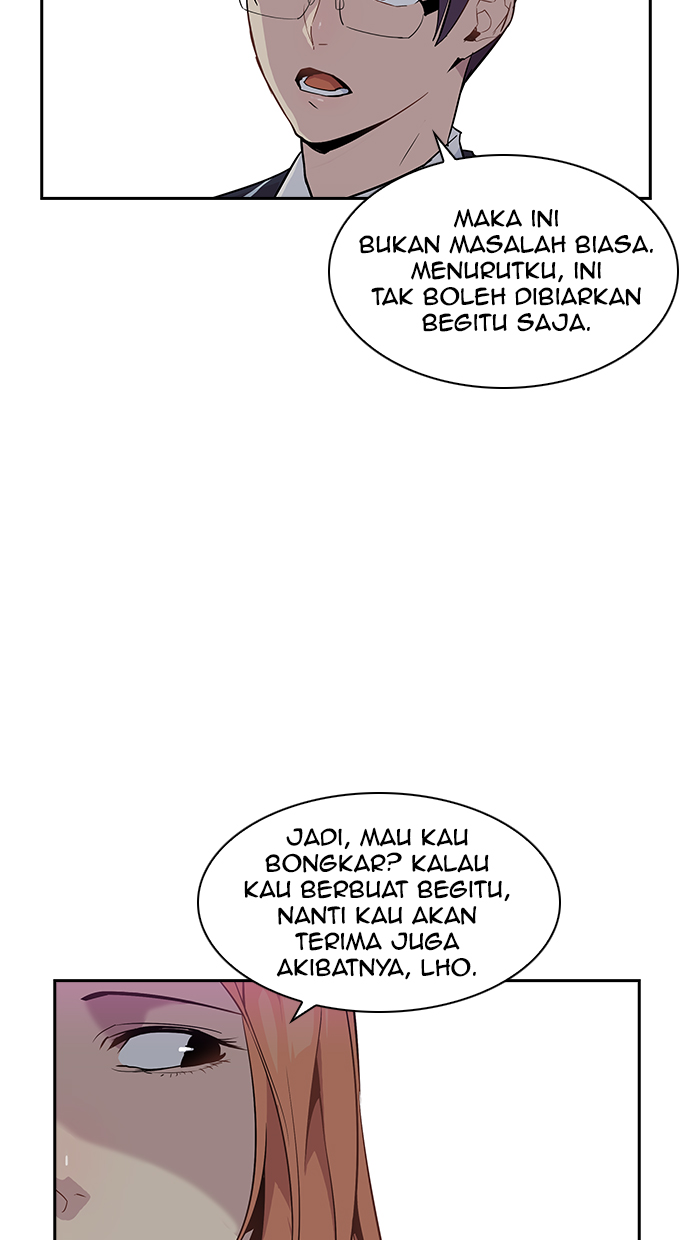 MAKA INI
BUKAN MASALAH BIASA.
MENURUTKU, INI
TAK BOLEH DIBIARKAN
BEGITU SAJA.
JADI, MAU KAU
BONGKAR? KALAU
KAU BERBUAT BEGITU,
NANTI KAU AKAN
TERIMA JUGA
AKIBATNYA, LHO.